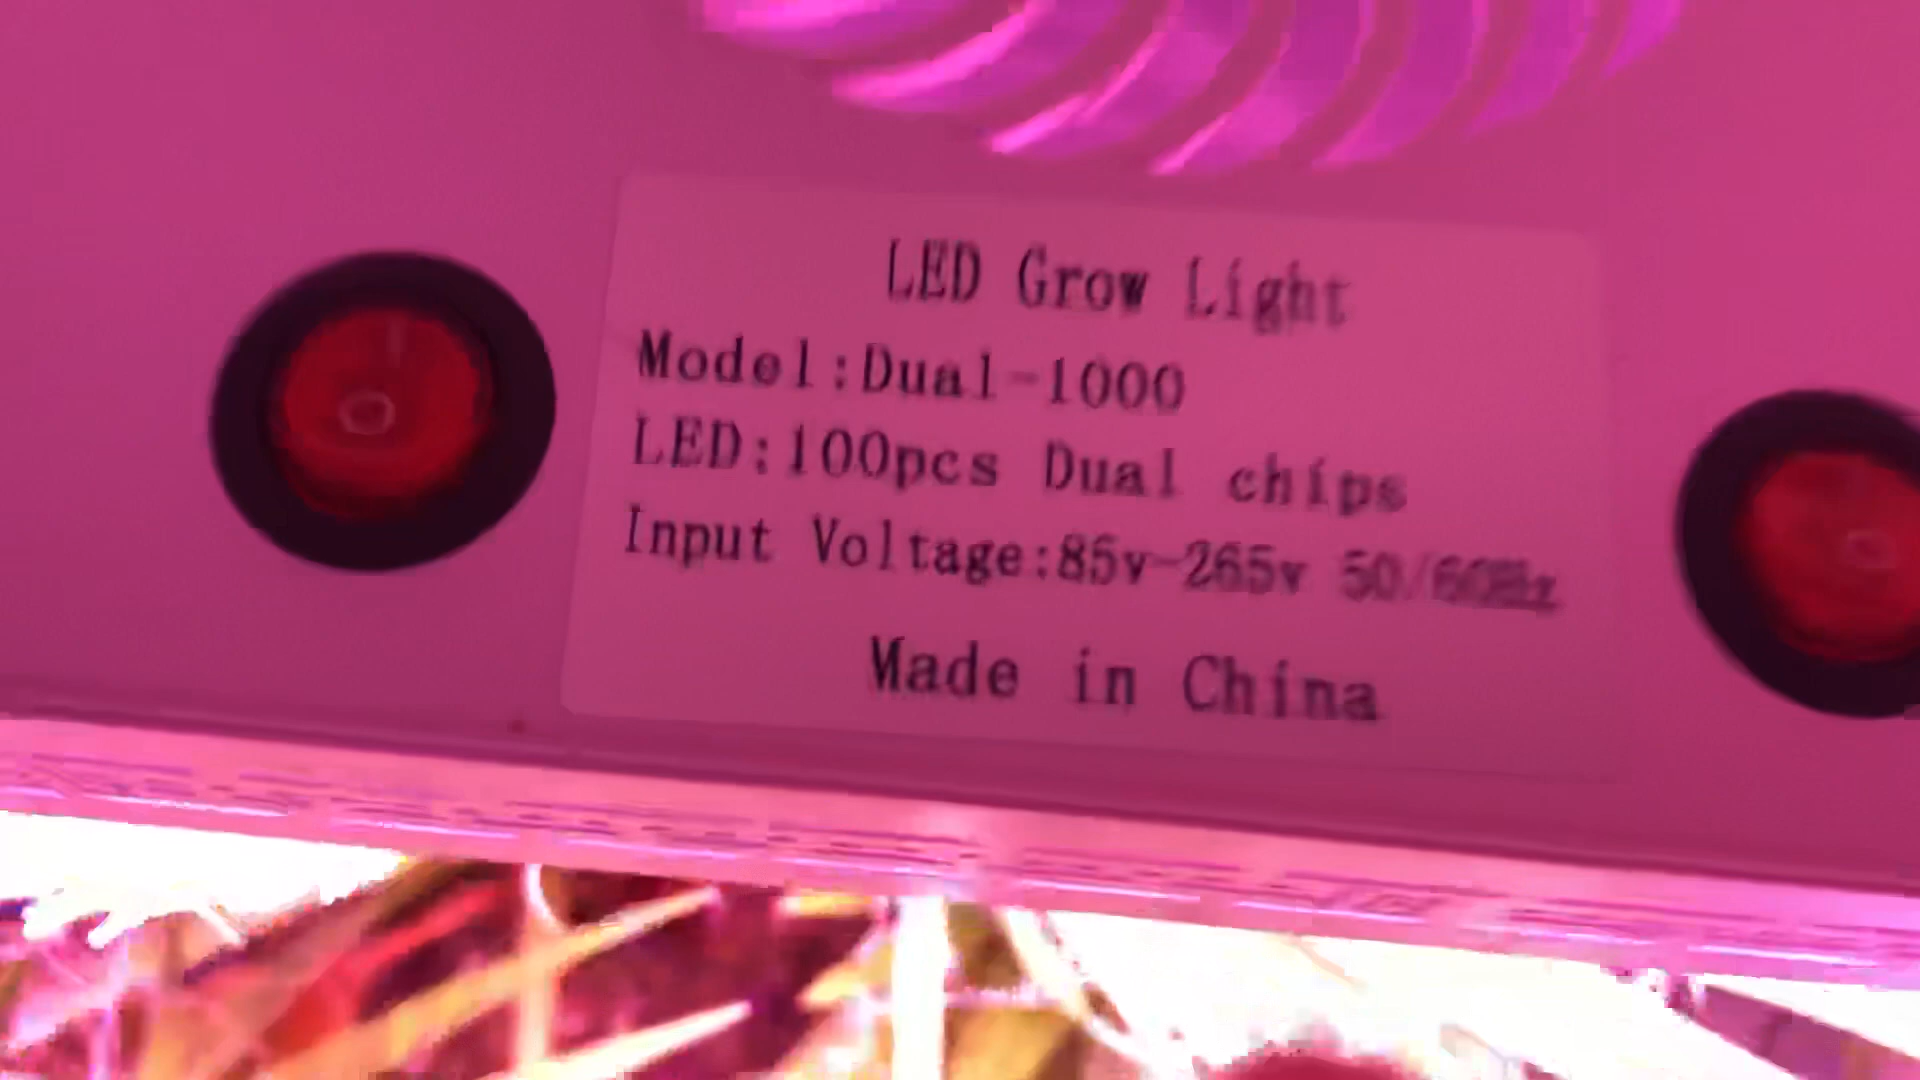 LED Grow Light
Model:Dual-1000
LED:100pcs Dual chips
Input Voltage:85v-265v 50/60Hz
Made in China